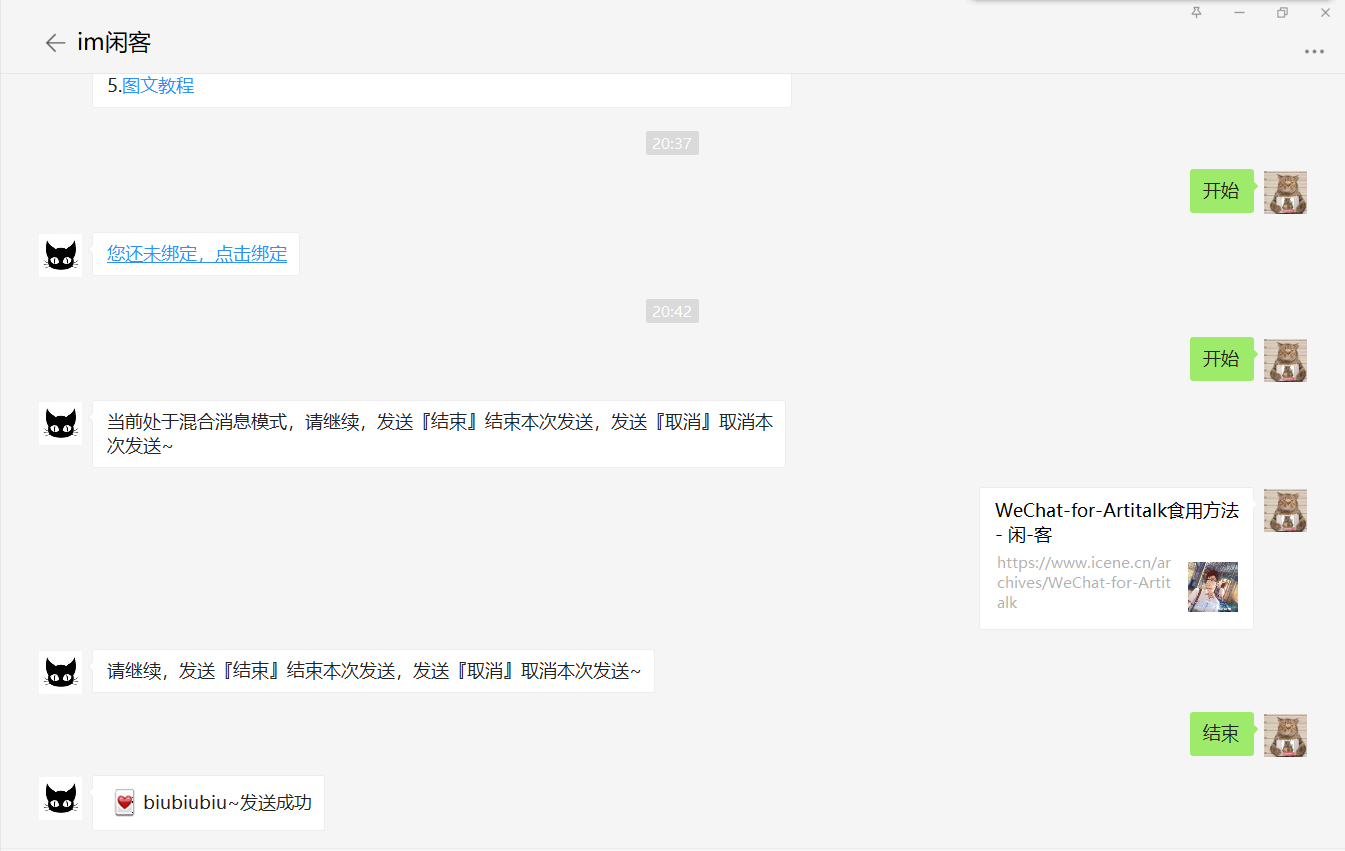 im闲客
5.图文教程
20:37
开始
您还未绑定，点击绑定
20:42
开始
当前处于混合消息模式，请继续，发送『结束』结束本次发送，发送『取消』取消本
次发送~
WeChat-for-Artitalk食用方法
- 闲-客
https://www.icene.cn/ar
chives/WeChat-for-Artit
alk
请继续，发送『结束』结束本次发送，发送『取消』取消本次发送~
结束
biubiubiu~发送成功